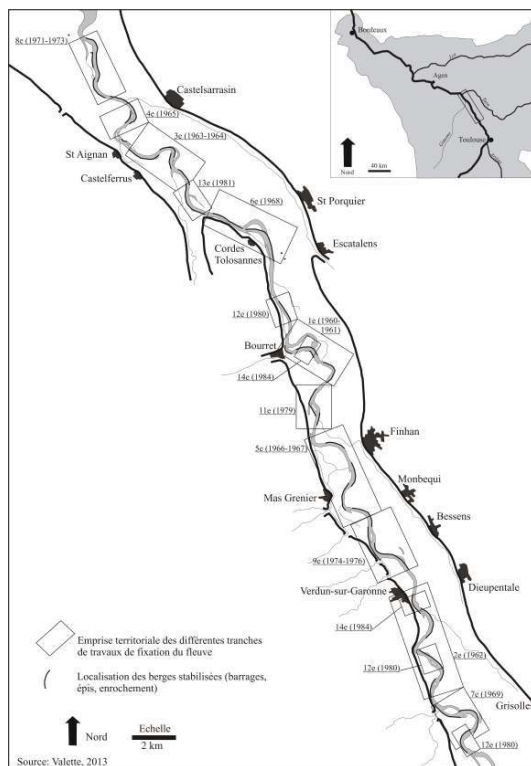 Bordeaux
Lot
Agen
Toulouse
Nord
40 km
8e (1971-1973)
Castelsarrasin
4e (1965)
3e (1963-1964)
St Aignan
Castelferrus
13e (1981)
6e (1968)
St Porquier
Cordes
Tolosannes
Escatalens
12e (1980)
1e (1960-
1961)
Bourret
14e (1984)
11e (1979)
Finhan
5e (1966-1967)
Monbequi
Mas Grenier
Bessens
9e (1974-1976)
Dieupentale
Verdun-sur-Garonne
14e (1984)
2e (1962)
12e (1980)
7e (1969)
Grisolles
12e (1980)
Emprise territoriale des différentes tranches
de travaux de fixation du fleuve
Localisation des berges stabilisées (barrages,
épis, enrochement)
Nord
Echelle
2 km
Source: Valette, 2013